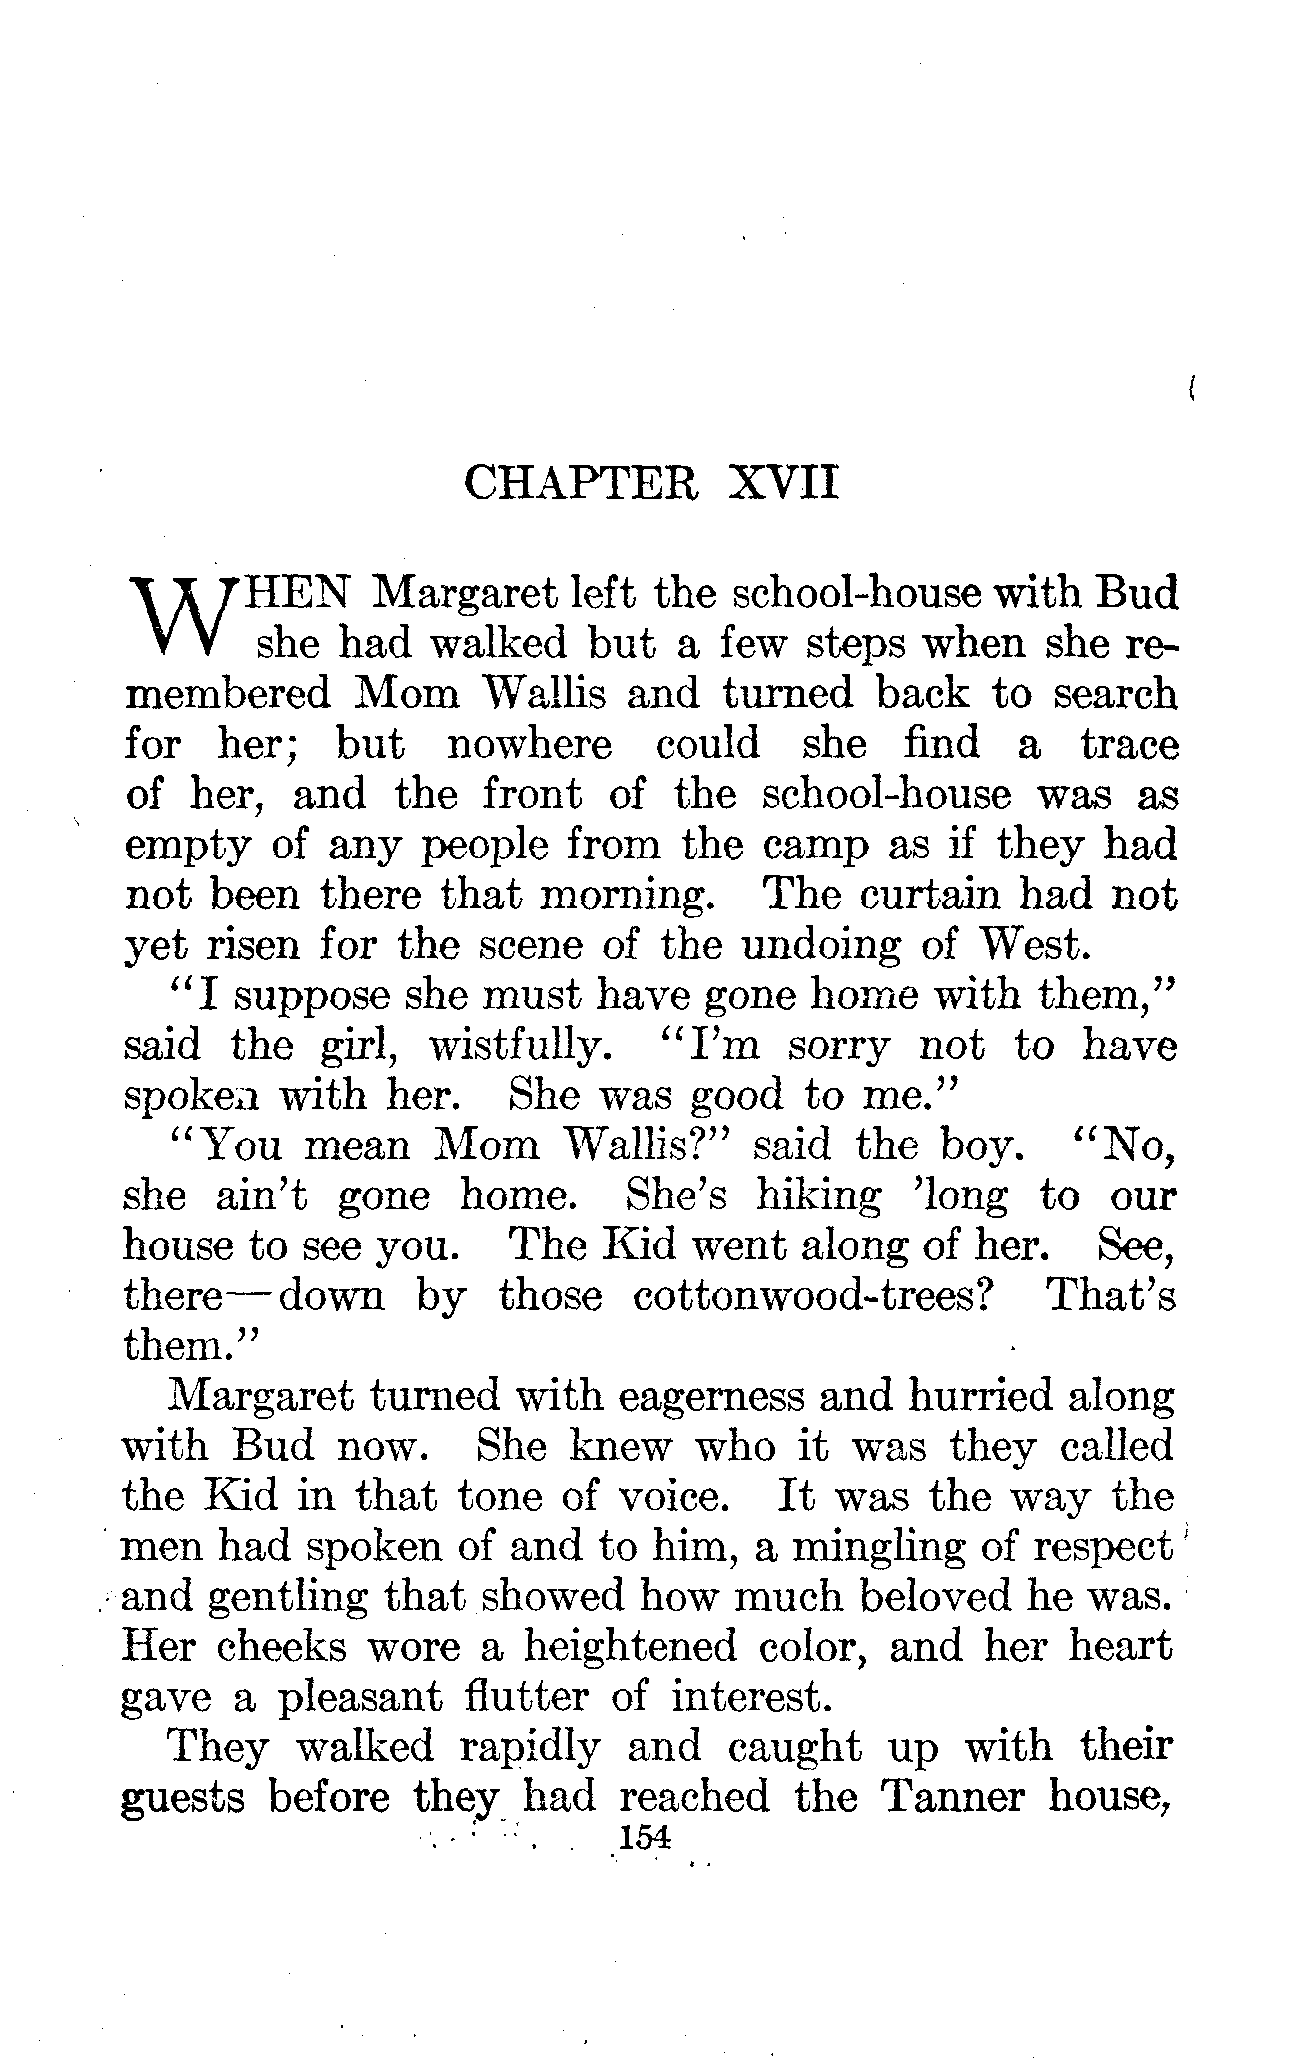 CHAPTER XVII
WHEN Margaret left the school-house with Bud
she had walked but a few steps when she re-
membered Mom Wallis and turned back to search
for her; but nowhere could she find a trace
of her, and the front of the school-house was as
empty of any people from the camp as if they had
not been there that morning. The curtain had not
yet risen for the scene of the undoing of West.
“I suppose she must have gone home with them,”
said the girl, wistfully. “I’m sorry not to have
spoken with her. She was good to me.”
“You mean Mom Wallis?” said the boy. “No,
she ain’t gone home. She’s hiking ’long to our
house to see you. The Kid went along of her. See,
there—down by those cottonwood-trees? That’s
them.”
Margaret turned with eagerness and hurried along
with Bud now. She knew who it was they called
the Kid in that tone of voice. It was the way the
men had spoken of and to him, a mingling of respect
and gentling that showed how much beloved he was.
Her cheeks wore a heightened color, and her heart
gave a pleasant flutter of interest.
They walked rapidly and caught up with their
guests before they had reached the Tanner house,
154